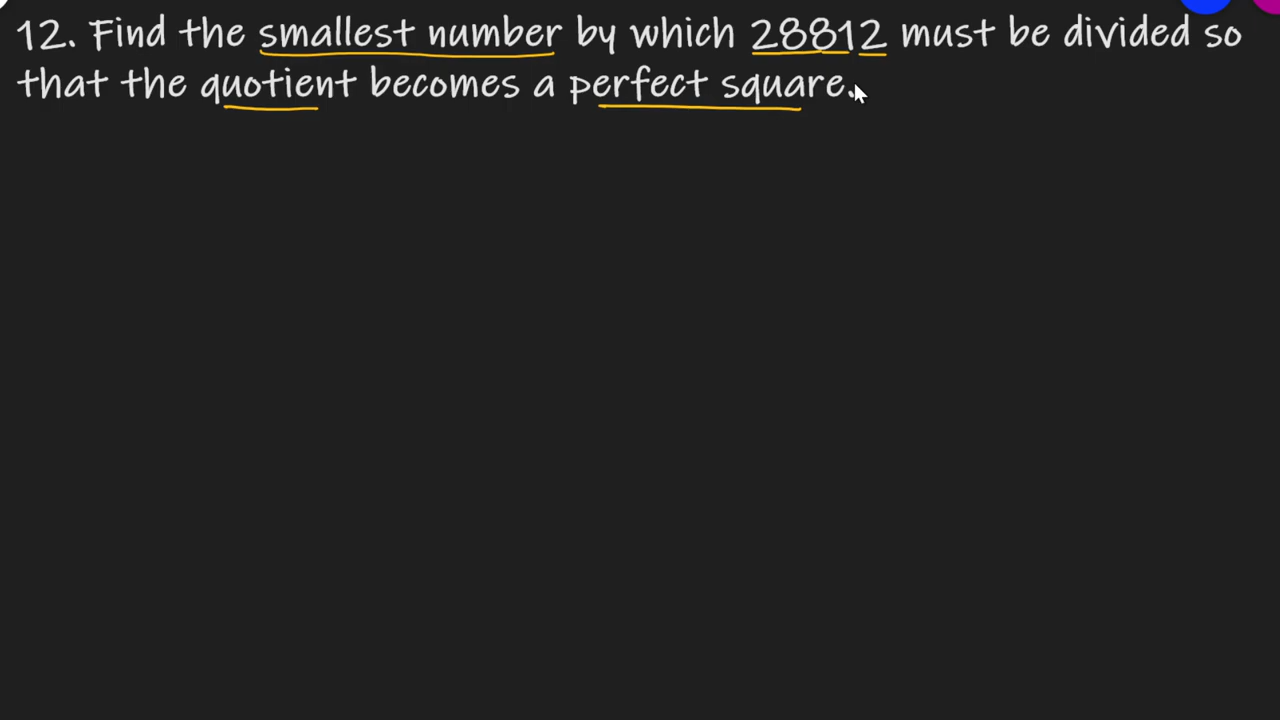 12. Find the smallest number by which 28812 must be divided so
that the quotient becomes a perfect square.